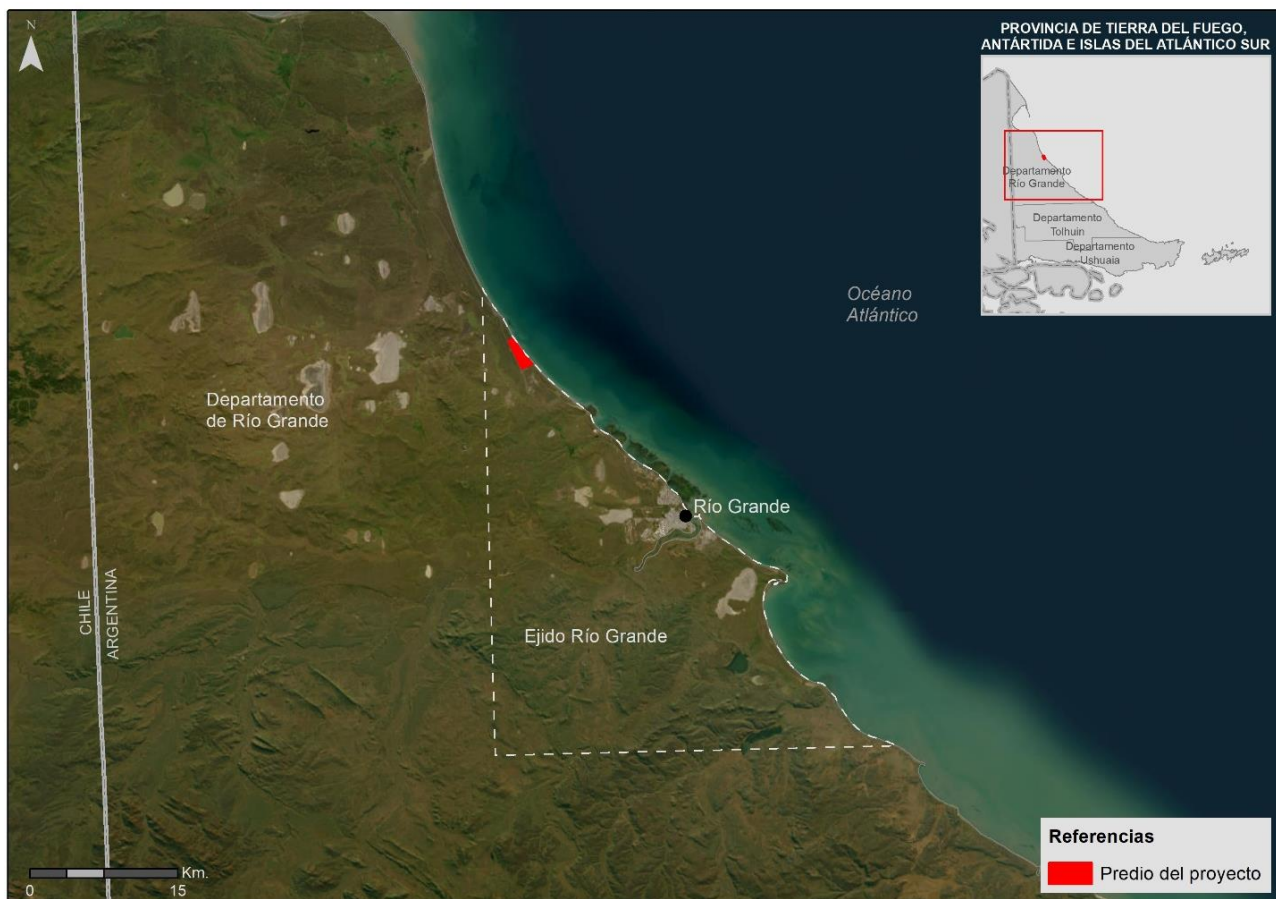 N
PROVINCIA DE TIERRA DEL FUEGO,
ANTÁRTIDA E ISLAS DEL ATLÁNTICO SUR
Departamento
Río Grande
Departamento
Tolhuin
Departamento
Ushuaia
Océano
Atlántico
Departamento
de Río Grande
Río Grande
Ejido Río Grande
CHILE
ARGENTINA
Km.
0
15
Referencias
Predio del proyecto